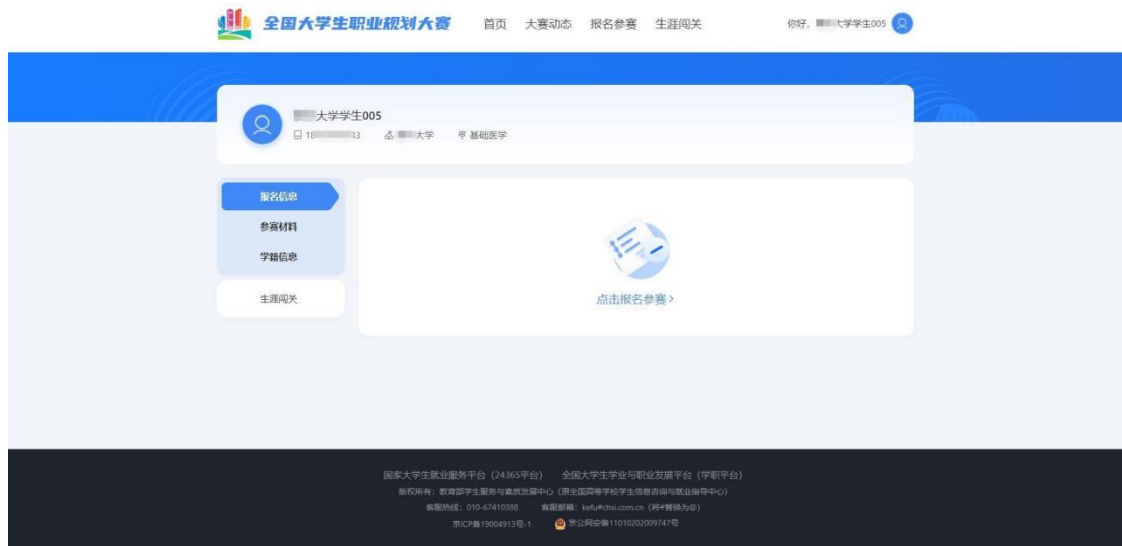 全国大学生职业规划大赛 首页 大赛动态 报名参赛 生涯闯关 你好，大学学生005
大学学生005
18 33 大学 基础医学
报名信息
参赛材料
学籍信息
生涯闯关
点击报名参赛>
国家大学生就业服务平台（24365平台） 全国大学生学业与职业发展平台（学职平台）
版权所有：教育部学生服务与素质发展中心（原全国高等学校学生信息咨询与就业指导中心）
客服热线：010-67410388 客服邮箱：kefu#chsi.com.cn（将#替换为@）
京ICP备19004913号-1 京公网安备11010202009747号